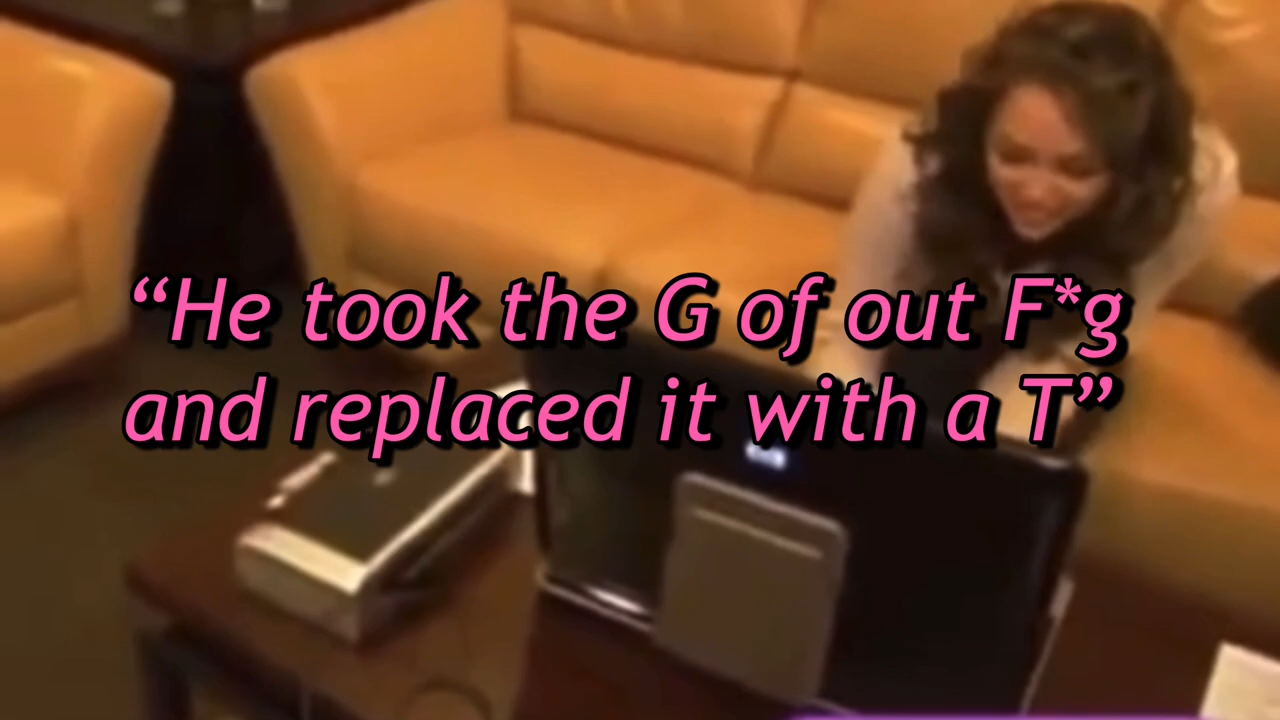 “He took the G of out F*g
and replaced it with a T”